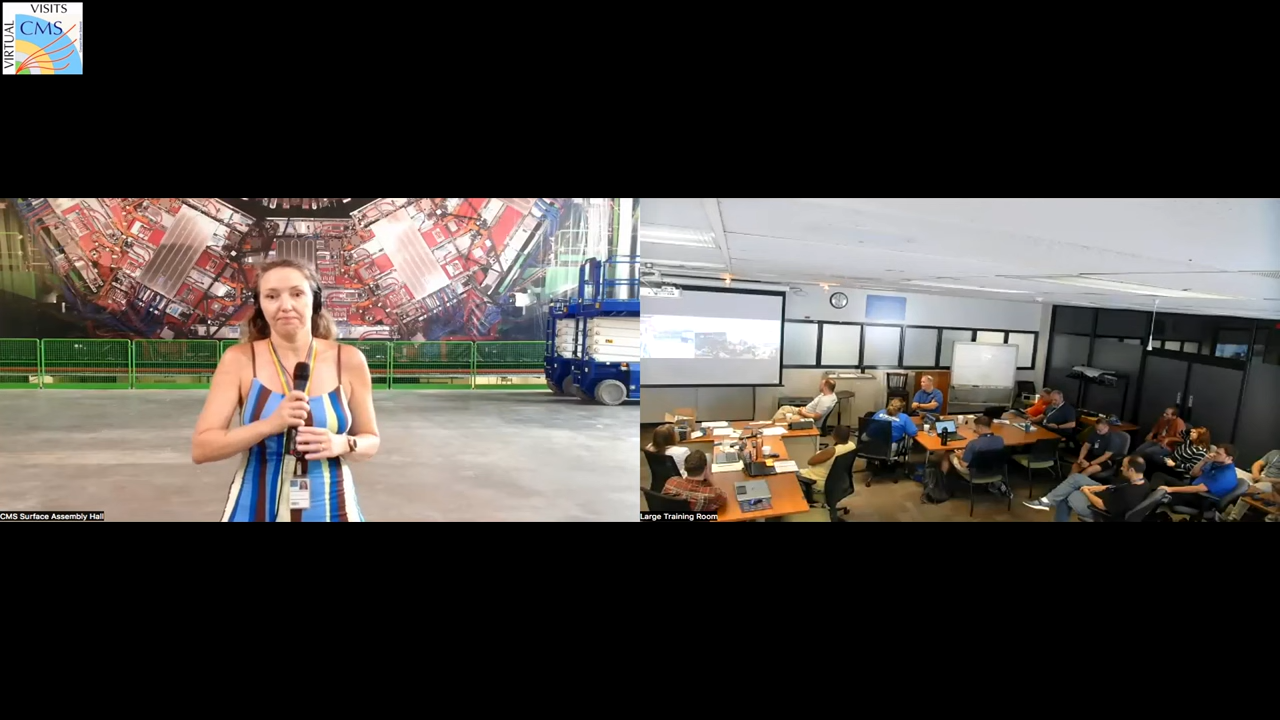 VISITS
CMS
VIRTUAL
CMS Surface Assembly Hall
Large Training Room